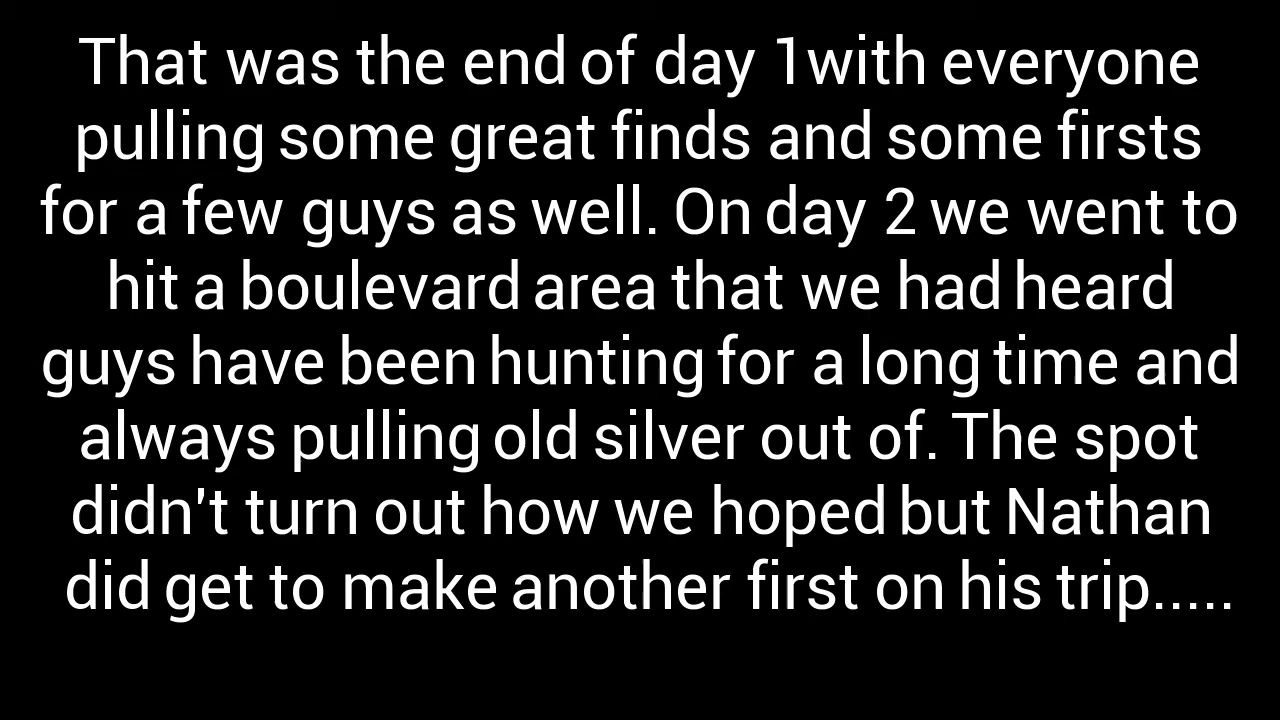 That was the end of day 1with everyone
pulling some great finds and some firsts
for a few guys as well. On day 2 we went to
hit a boulevard area that we had heard
guys have been hunting for a long time and
always pulling old silver out of. The spot
didn't turn out how we hoped but Nathan
did get to make another first on his trip.....